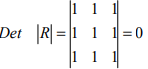 Det |R| = |1 1 1|
|1 1 1| = 0
|1 1 1|